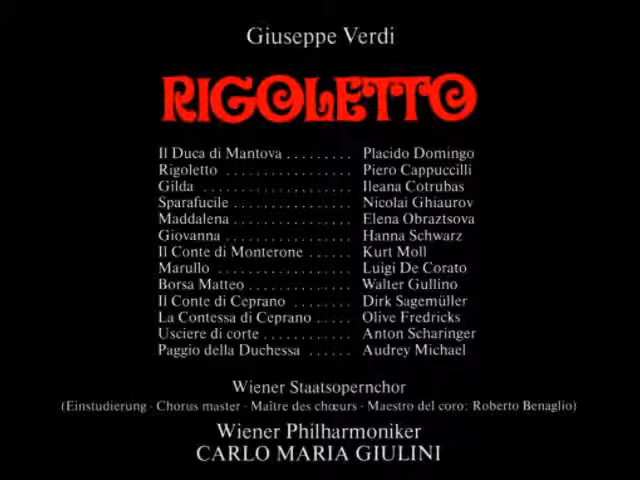 Giuseppe Verdi
RIGOLETTO
Il Duca di Mantova . . . . . . . . . Placido Domingo
Rigoletto . . . . . . . . . . . . . . . . . Piero Cappuccilli
Gilda . . . . . . . . . . . . . . . . . . . . Ileana Cotrubas
Sparafucile . . . . . . . . . . . . . . . . Nicolai Ghiaurov
Maddalena . . . . . . . . . . . . . . . . Elena Obraztsova
Giovanna . . . . . . . . . . . . . . . . . Hanna Schwarz
Il Conte di Monterone . . . . . . Kurt Moll
Marullo . . . . . . . . . . . . . . . . . . Luigi De Corato
Borsa Matteo . . . . . . . . . . . . . . Walter Gullino
Il Conte di Ceprano . . . . . . . . Dirk Sagemüller
La Contessa di Ceprano . . . . . Olive Fredricks
Usciere di corte . . . . . . . . . . . . Anton Scharinger
Paggio della Duchessa . . . . . . Audrey Michael
Wiener Staatsopernchor
(Einstudierung · Chorus master · Maître des chœurs · Maestro del coro: Roberto Benaglio)
Wiener Philharmoniker
CARLO MARIA GIULINI